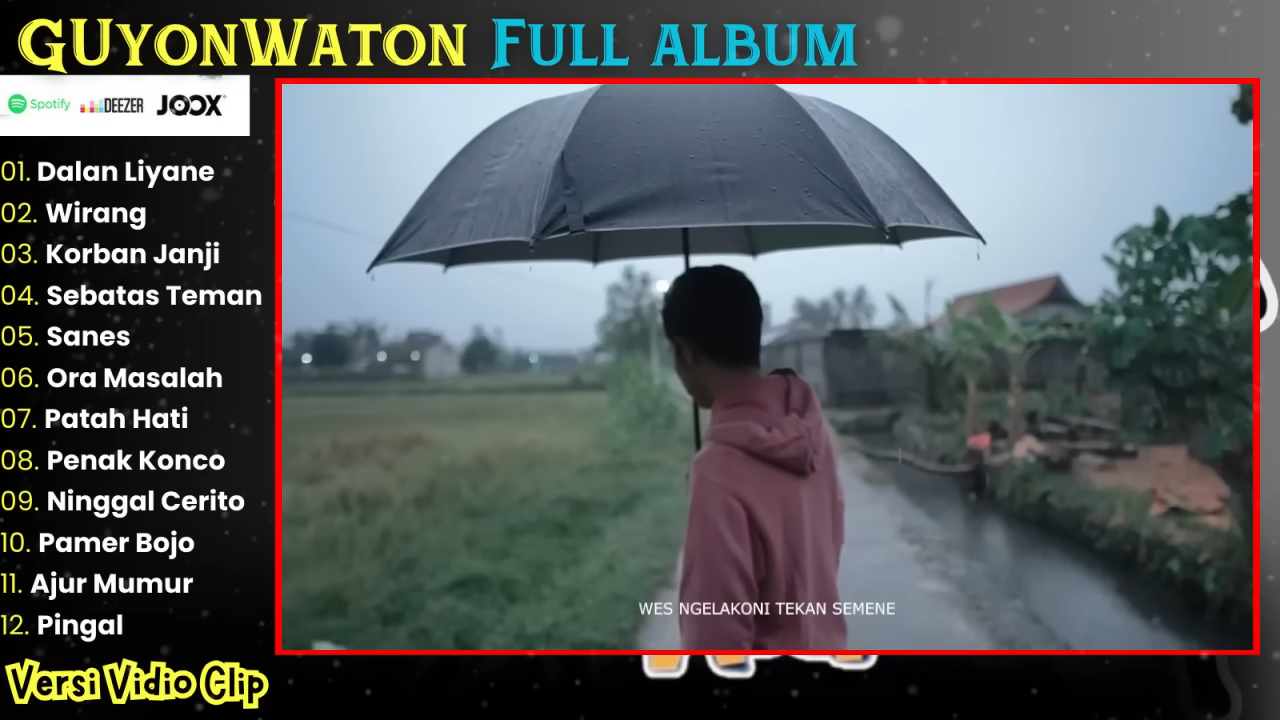 GUYONWATON FULL ALBUM
Spotify DEEZER JOOX
01. Dalan Liyane
02. Wirang
03. Korban Janji
04. Sebatas Teman
05. Sanes
06. Ora Masalah
07. Patah Hati
08. Penak Konco
09. Ninggal Cerito
10. Pamer Bojo
11. Ajur Mumur
12. Pingal
WES NGELAKONI TEKAN SEMENE
Versi Vidio Clip